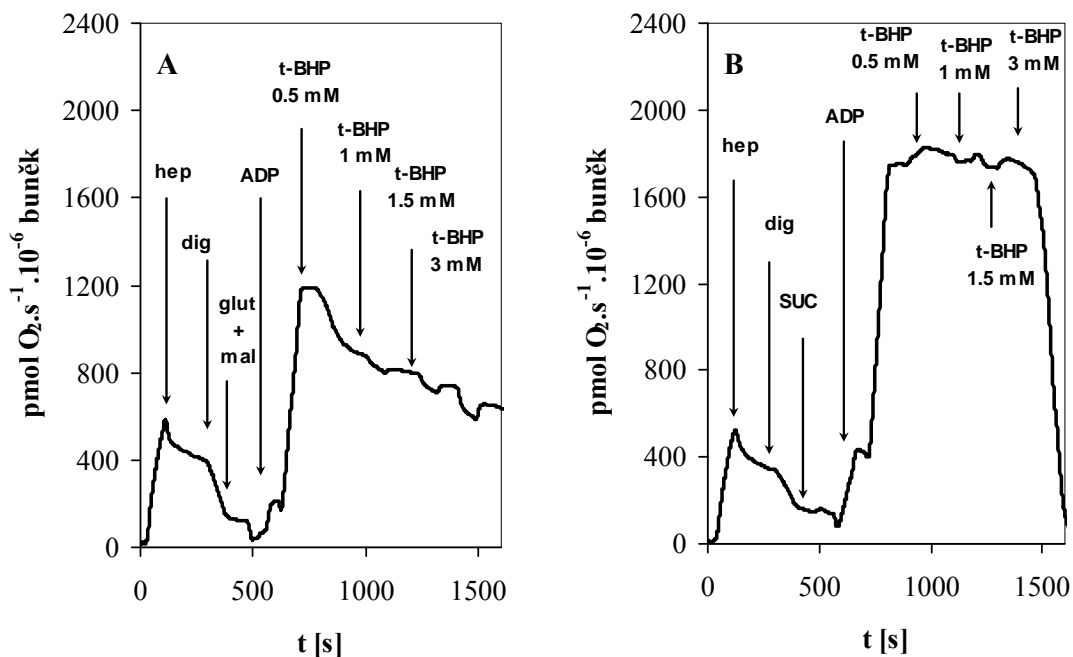 A
pmol O₂.s⁻¹.10⁻⁶ buněk
2400
2000
1600
1200
800
400
0
hep
dig
glut
+
mal
ADP
t-BHP
0.5 mM
t-BHP
1 mM
t-BHP
1.5 mM
t-BHP
3 mM
0 500 1000 1500
t [s]
B
pmol O₂.s⁻¹.10⁻⁶ buněk
2400
2000
1600
1200
800
400
0
hep
dig
SUC
ADP
t-BHP
0.5 mM
t-BHP
1 mM
t-BHP
3 mM
t-BHP
1.5 mM
0 500 1000 1500
t [s]